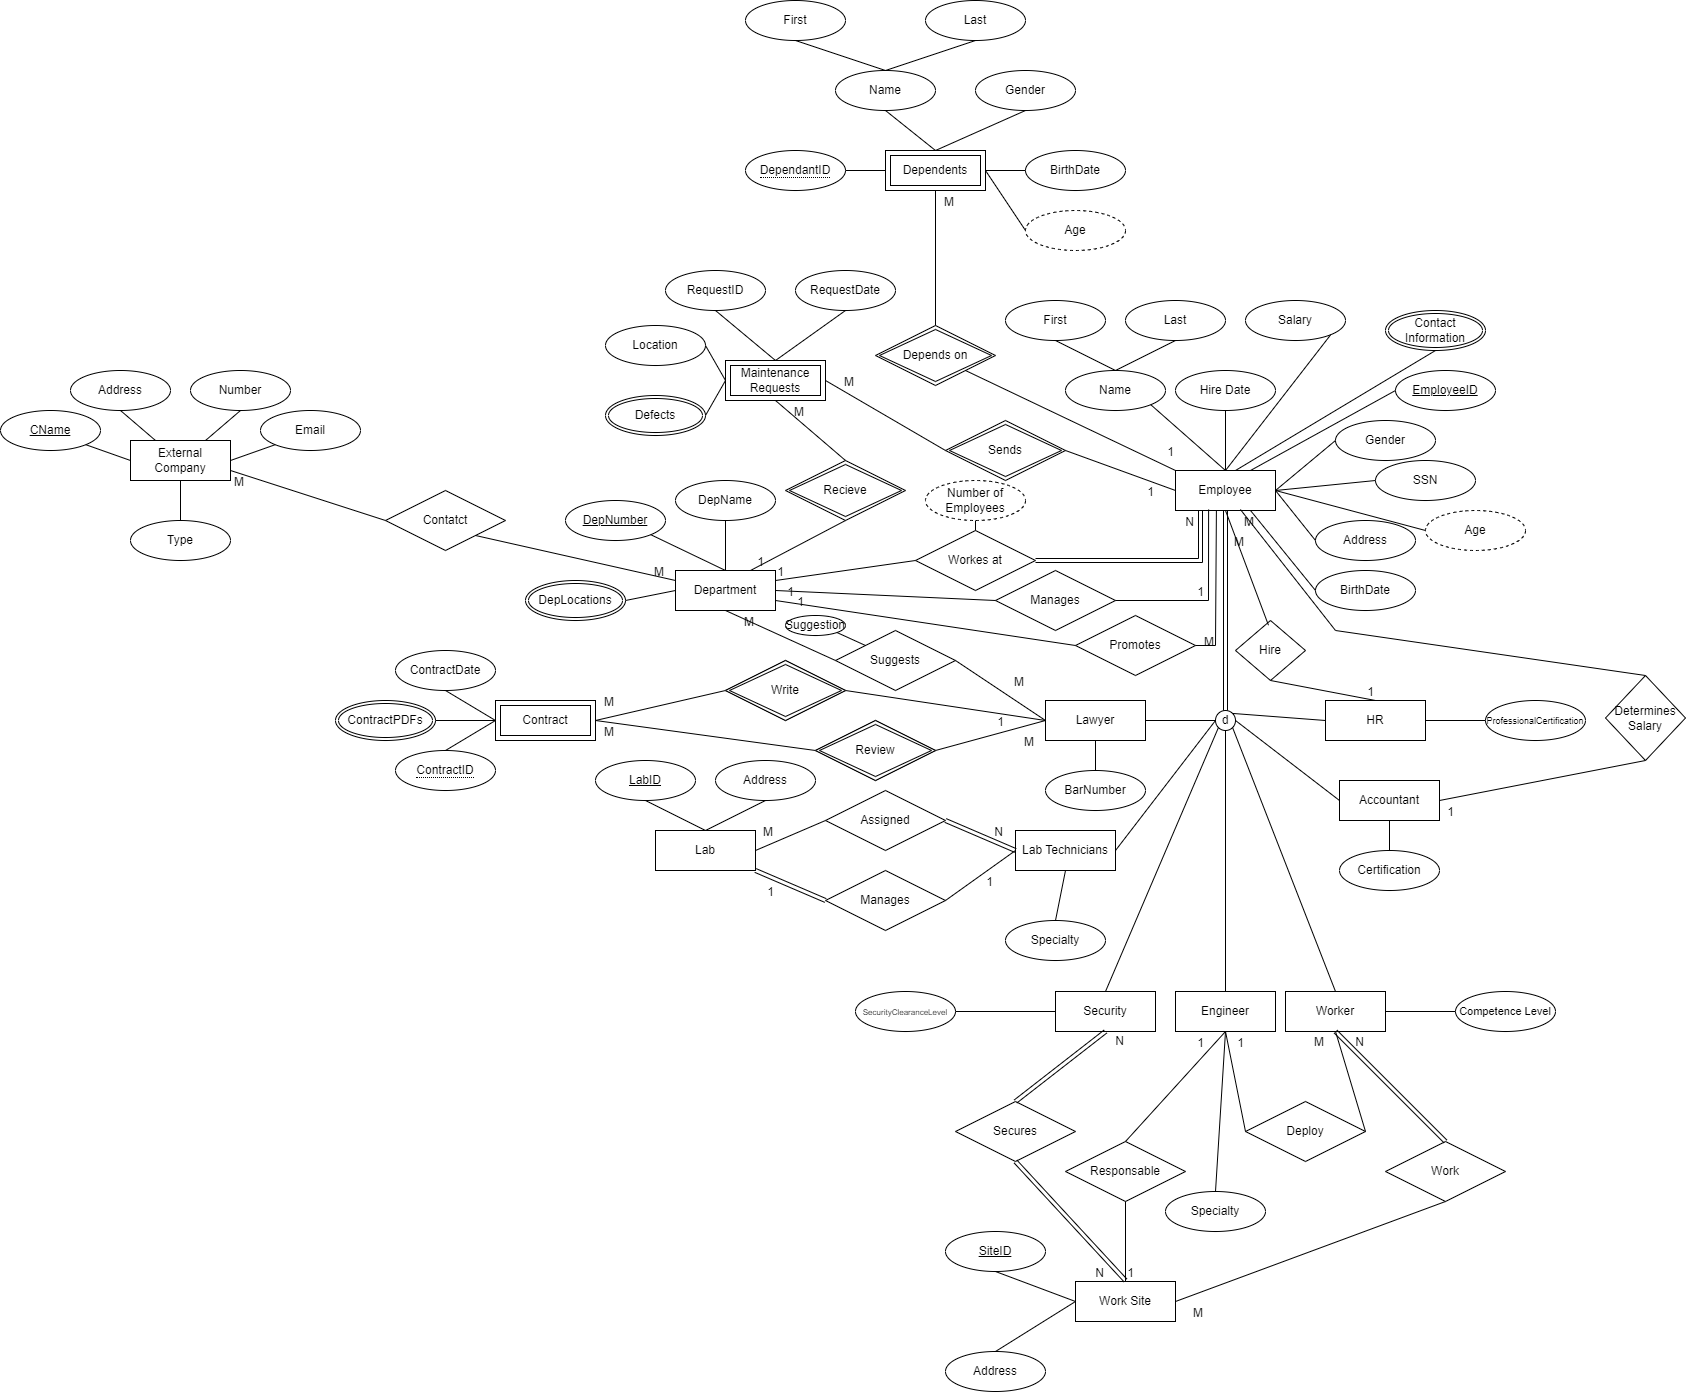 First
Last
Name
Gender
DependantID
Dependents
BirthDate
M
Age
RequestID
RequestDate
First
Last
Salary
Contact
Information
Location
Maintenance
Requests
M
Depends on
Address
Number
Name
Hire Date
EmployeeID
Defects
M
CName
Email
Gender
External
Company
Sends
1
M
Recieve
1
Employee
SSN
DepName
Number of
Employees
DepNumber
Contatct
N
M
Age
Type
M
Address
Workes at
1
1
M
Department
DepLocations
1
1
Manages
1
BirthDate
M
Suggestion
Promotes
M
Hire
Suggests
ContractDate
M
1
Write
M
ContractPDFs
Contract
1
Lawyer
d
HR
ProfessionalCertification
Determines
Salary
M
M
Review
ContractID
LabID
Address
BarNumber
Accountant
1
M
Assigned
N
Lab
Lab Technicians
Certification
1
1
Manages
Specialty
SecurityClearanceLevel
Security
Engineer
Worker
Competence Level
N
1
1
M
N
Secures
Deploy
Responsable
Work
Specialty
SiteID
N
1
Work Site
M
Address